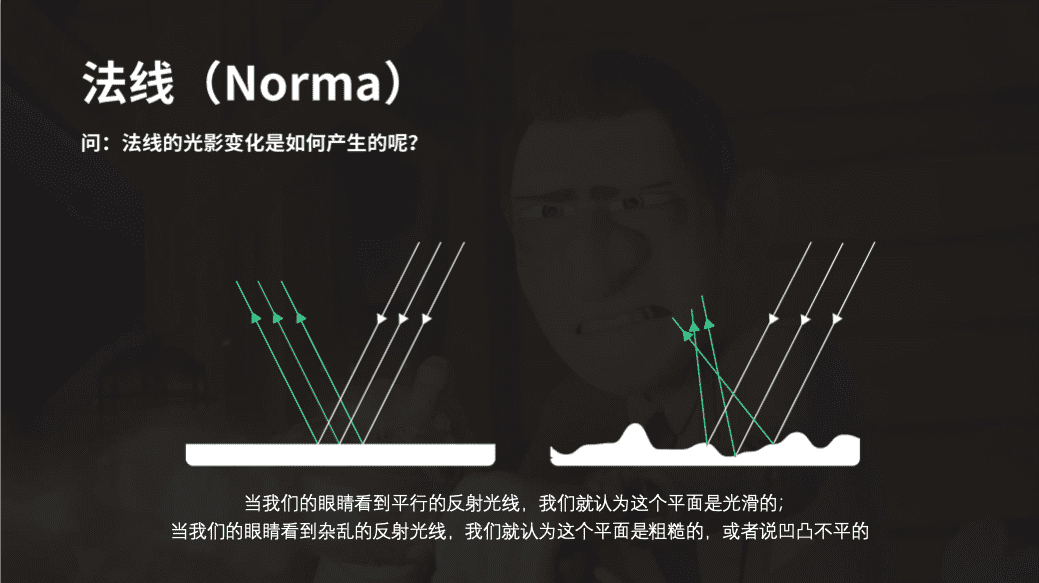 法线（Norma）
问：法线的光影变化是如何产生的呢？
当我们的眼睛看到平行的反射光线，我们就认为这个平面是光滑的；
当我们的眼睛看到杂乱的反射光线，我们就认为这个平面是粗糙的，或者说凹凸不平的